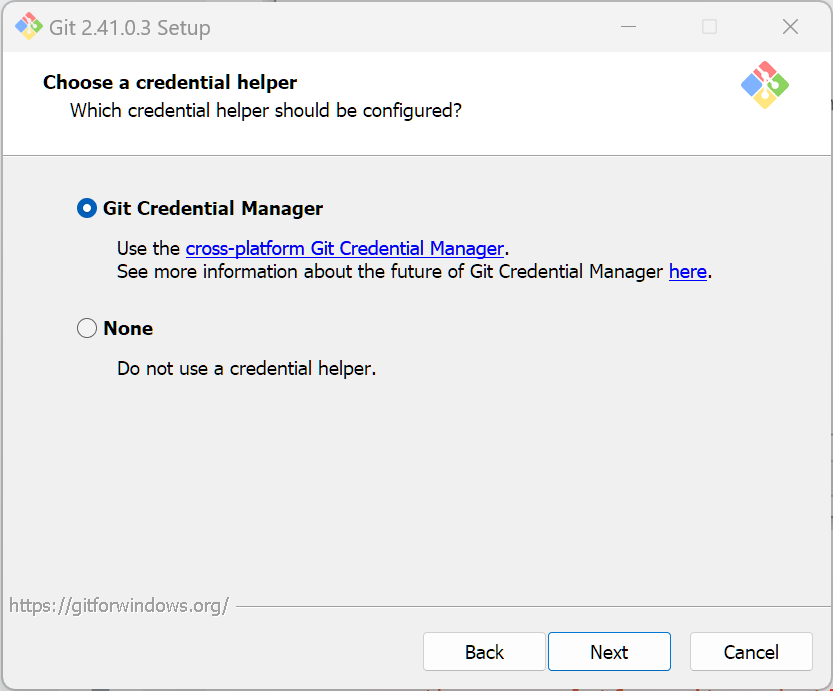 Git 2.41.0.3 Setup
Choose a credential helper
Which credential helper should be configured?
Git Credential Manager
Use the cross-platform Git Credential Manager.
See more information about the future of Git Credential Manager here.
None
Do not use a credential helper.
https://gitforwindows.org/
Back Next Cancel